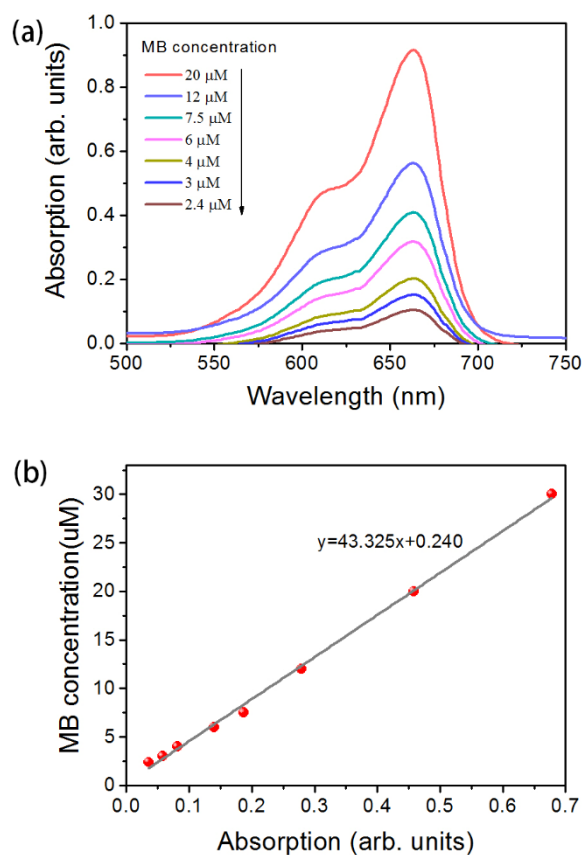 (a)
MB concentration
20 μM
12 μM
7.5 μM
6 μM
4 μM
3 μM
2.4 μM
1.0
0.8
0.6
0.4
0.2
0.0
Absorption (arb. units)
500 550 600 650 700 750
Wavelength (nm)
(b)
y=43.325x+0.240
30
25
20
15
10
5
0
MB concentration(uM)
0.0 0.1 0.2 0.3 0.4 0.5 0.6 0.7
Absorption (arb. units)